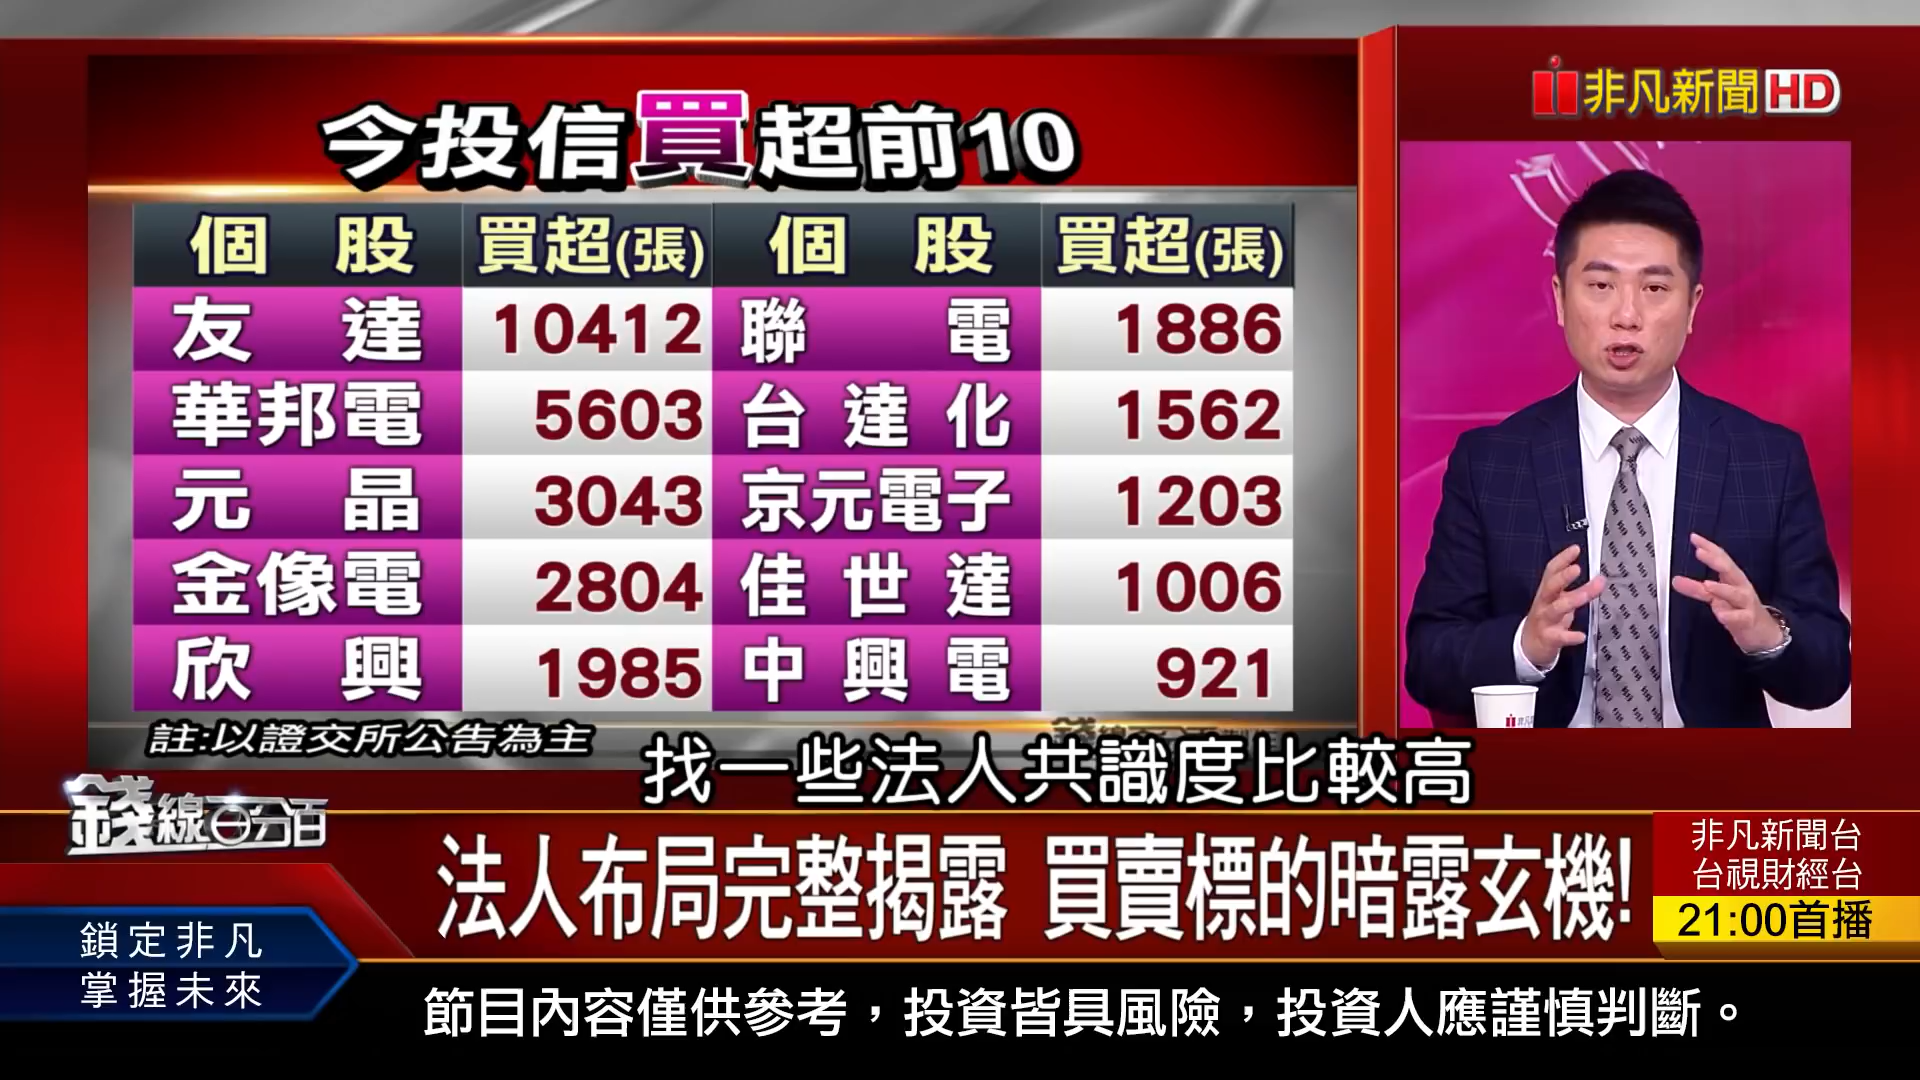 今投信買超前10
非凡新聞HD
個股 買超(張) 個股 買超(張)
友達 10412 聯電 1886
華邦電 5603 台達化 1562
元晶 3043 京元電子 1203
金像電 2804 佳世達 1006
欣興 1985 中興電 921
註:以證交所公告為主
找一些法人共識度比較高
錢線百分百
法人布局完整揭露 買賣標的暗露玄機!
非凡新聞台
台視財經台
21:00首播
鎖定非凡
掌握未來
節目內容僅供參考，投資皆具風險，投資人應謹慎判斷。